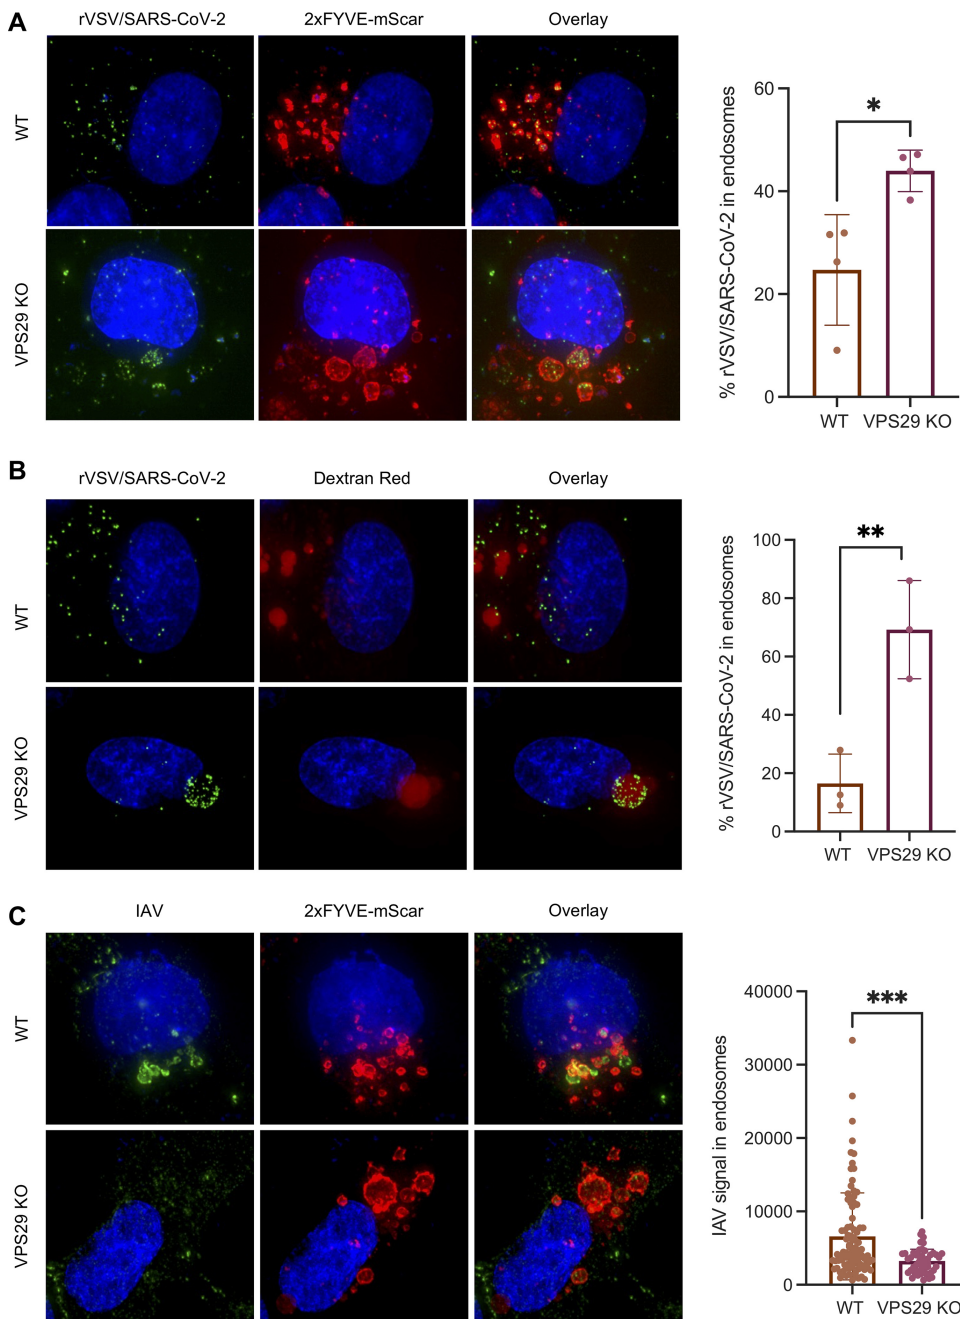 A
rVSV/SARS-CoV-2
2xFYVE-mScar
Overlay
WT
VPS29 KO
% rVSV/SARS-CoV-2 in endosomes
60
40
20
0
*
WT
VPS29 KO
B
rVSV/SARS-CoV-2
Dextran Red
Overlay
WT
VPS29 KO
% rVSV/SARS-CoV-2 in endosomes
100
80
60
40
20
0
**
WT
VPS29 KO
C
IAV
2xFYVE-mScar
Overlay
WT
VPS29 KO
IAV signal in endosomes
40000
30000
20000
10000
0
***
WT
VPS29 KO